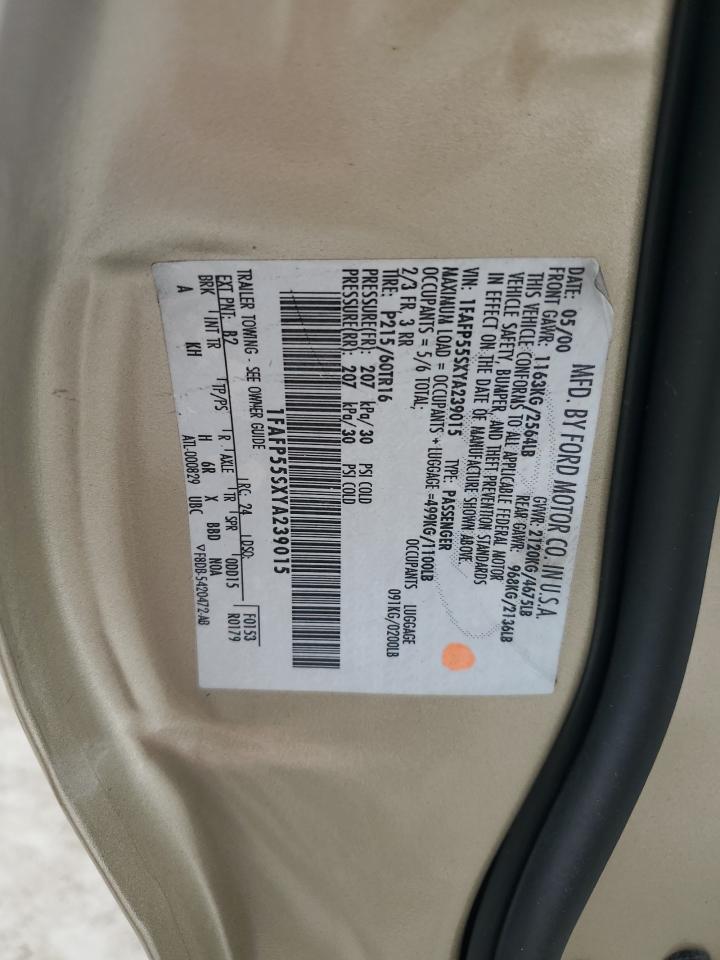 MFD. BY FORD MOTOR CO. IN U.S.A.
DATE: 05/00 GVWR: 2120KG/4675LB
FRONT GAWR: 1163KG/2564LB REAR GAWR: 968KG/2136LB
THIS VEHICLE CONFORMS TO ALL APPLICABLE FEDERAL MOTOR
VEHICLE SAFETY, BUMPER, AND THEFT PREVENTION STANDARDS
IN EFFECT ON THE DATE OF MANUFACTURE SHOWN ABOVE.
VIN: 1FAFP55SXYA239015 TYPE: PASSENGER
MAXIMUM LOAD = OCCUPANTS + LUGGAGE =499KG/1100LB
OCCUPANTS = 5/6 TOTAL; OCCUPANTS LUGGAGE
2/3 FR, 3 RR 091KG/0200LB
TIRE: P215/60TR16
PRESSURE(FR): 207 kPa/30 PSI COLD
PRESSURE(RR): 207 kPa/30 PSI COLD
1FAFP55SXYA239015
TRAILER TOWING - SEE OWNER GUIDE
EXT PNT: B2 RC: 24 DSO: F0153
BRK INT TR TP/PS R AXLE TR SPR 00D15 R0179
A KH H 6R X BBD NOA
ATL-000829 UBC ▽F8DB-5420472-AB